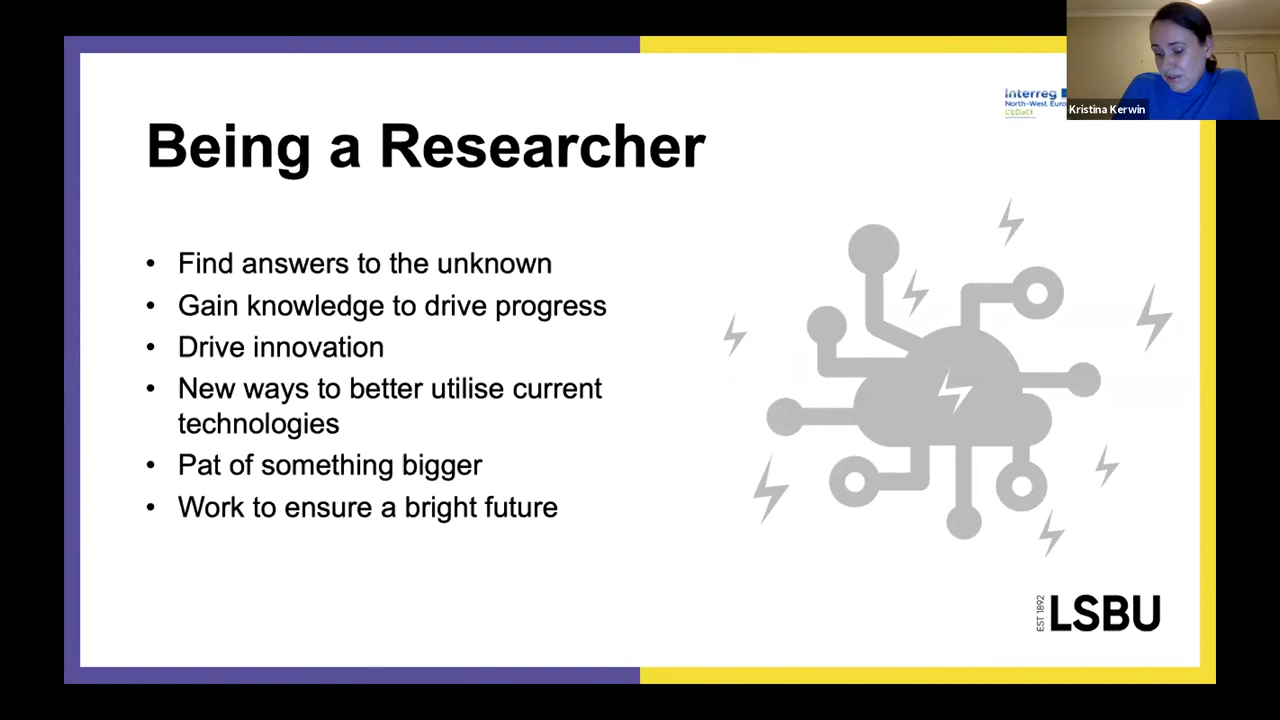 Being a Researcher
• Find answers to the unknown
• Gain knowledge to drive progress
• Drive innovation
• New ways to better utilise current
technologies
• Pat of something bigger
• Work to ensure a bright future
Interreg
North-West Euro
CEDaCI
Kristina Kerwin
EST 1892
LSBU